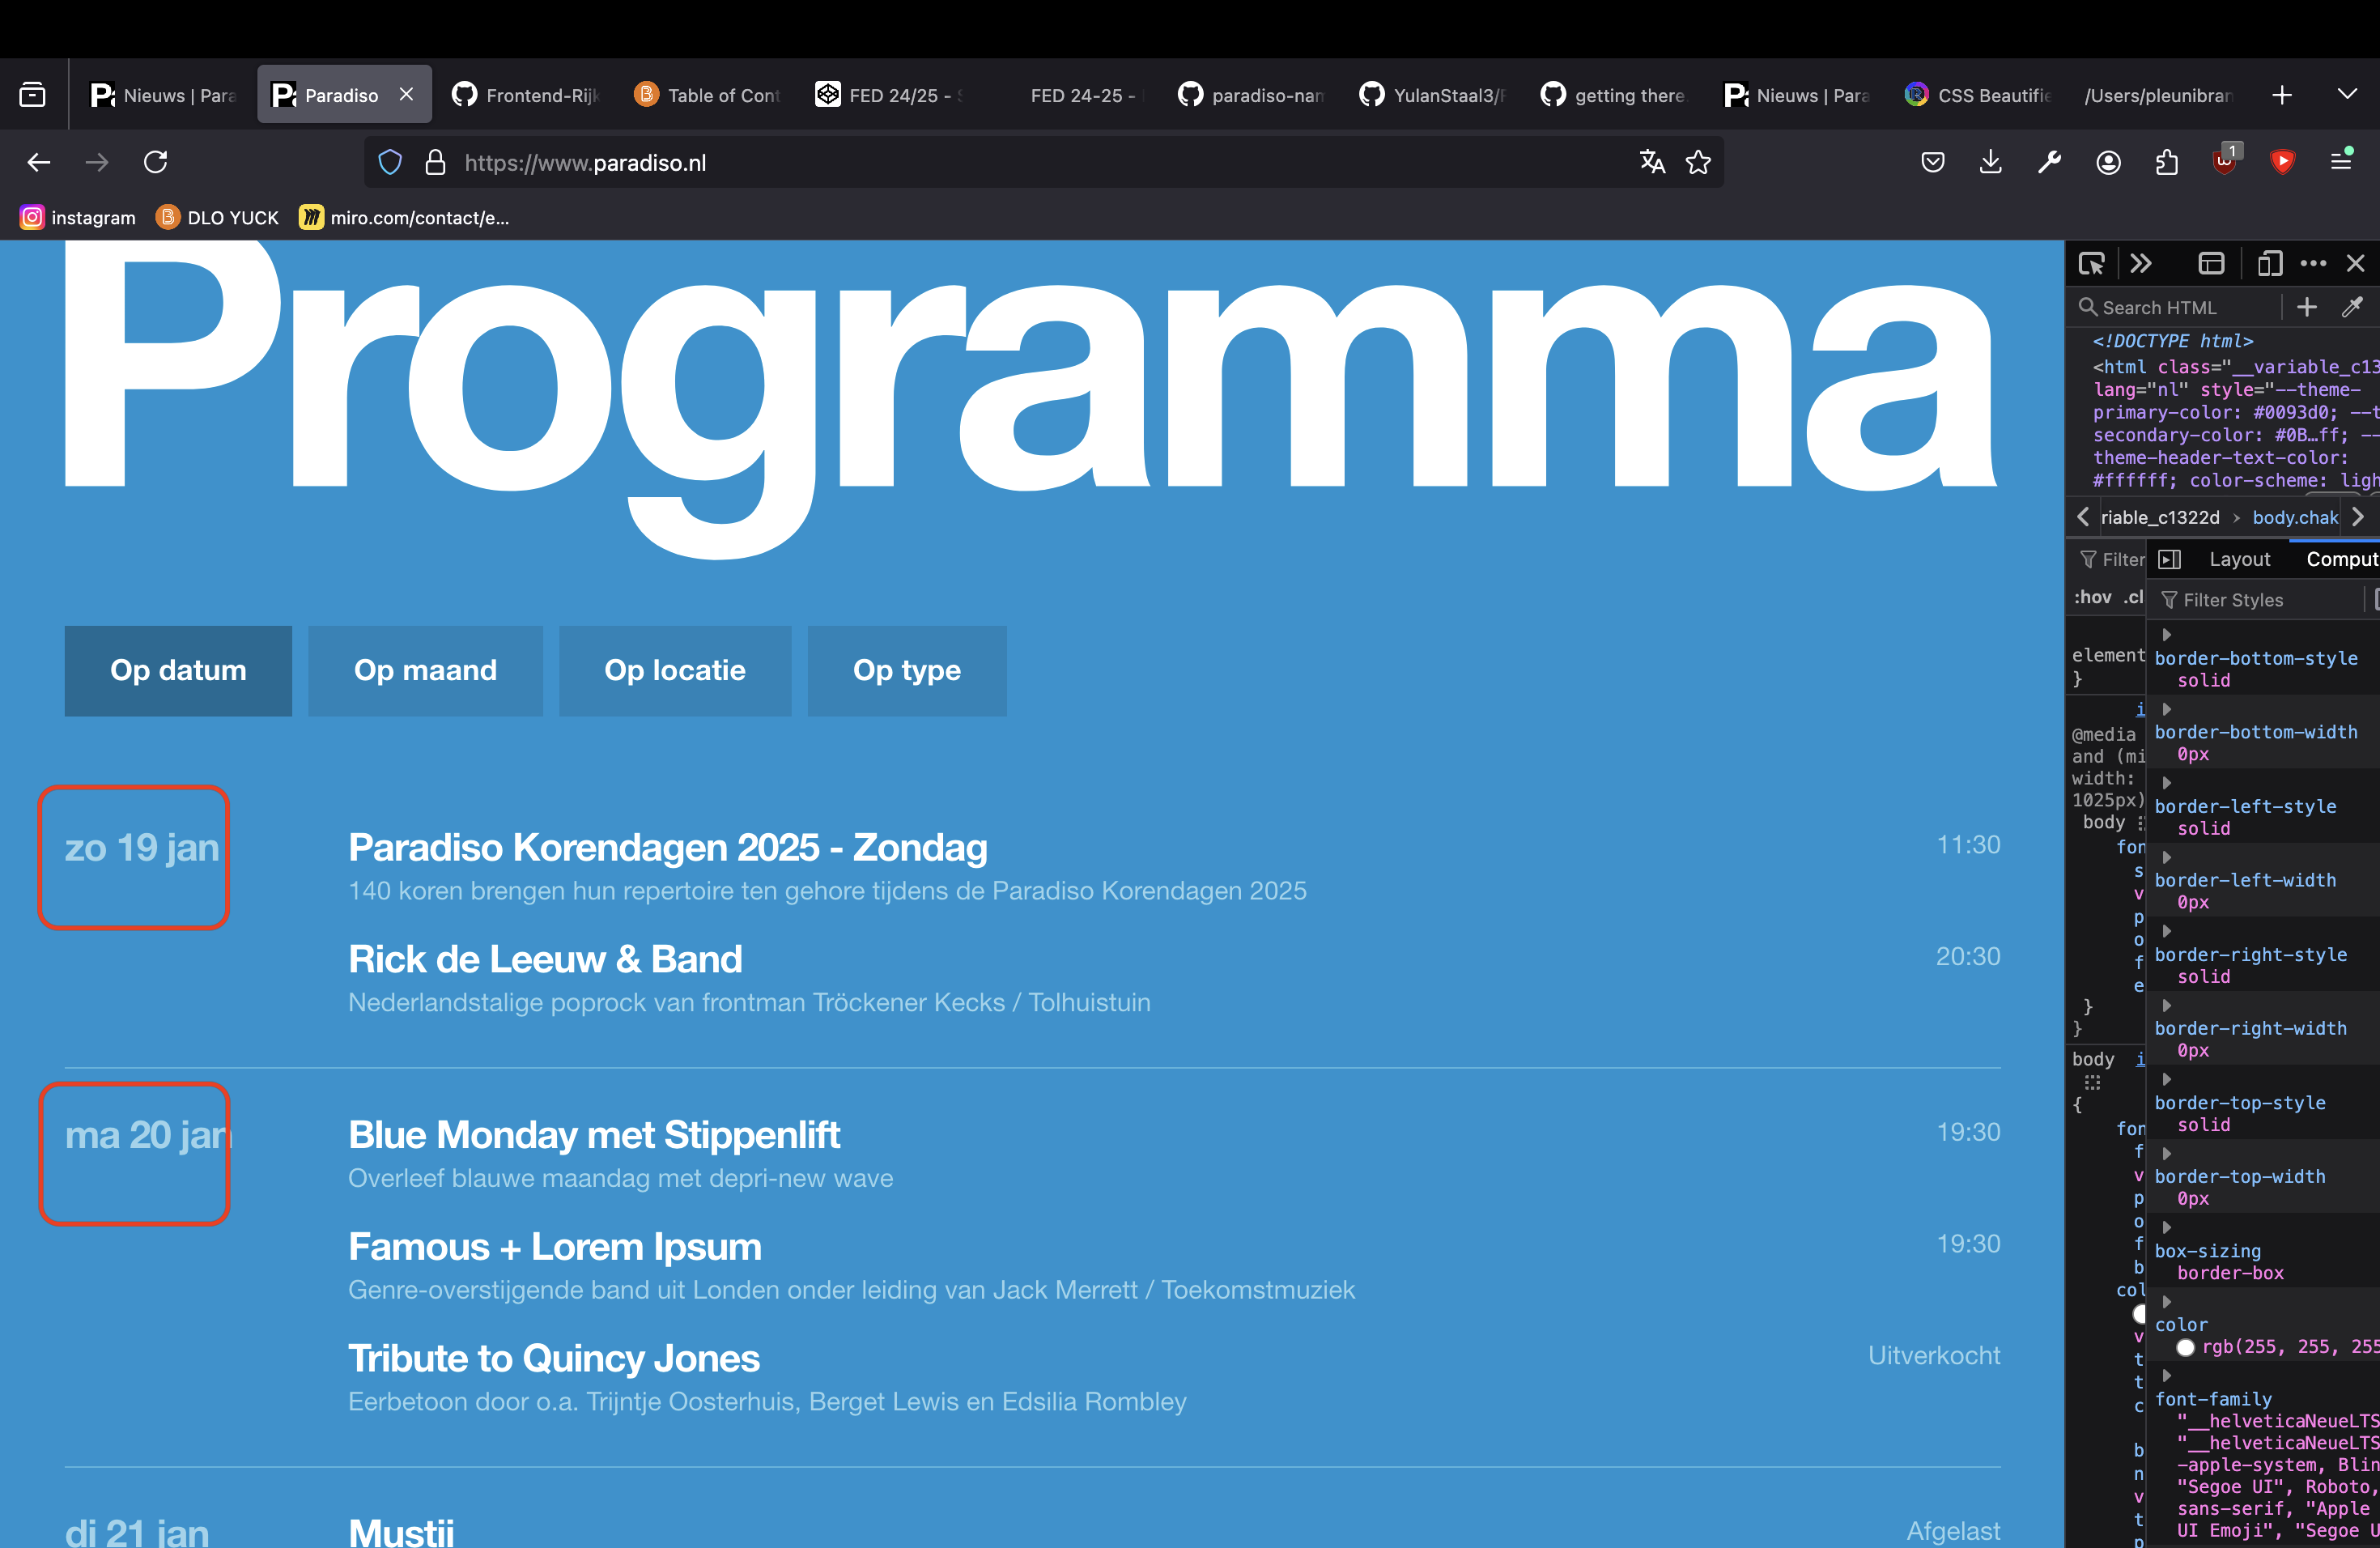 Nieuws | Para
Paradiso
Frontend-Rijk
Table of Cont
FED 24/25 -
FED 24-25 -
paradiso-nam
YulanStaal3/F
getting there
Nieuws | Para
CSS Beautifie
/Users/pleunibran
https://www.paradiso.nl
1
instagram
DLO YUCK
miro.com/contact/e...
Programma
Op datum
Op maand
Op locatie
Op type
zo 19 jan
Paradiso Korendagen 2025 - Zondag
11:30
140 koren brengen hun repertoire ten gehore tijdens de Paradiso Korendagen 2025
Rick de Leeuw & Band
20:30
Nederlandstalige poprock van frontman Tröckener Kecks / Tolhuistuin
ma 20 jan
Blue Monday met Stippenlift
19:30
Overleef blauwe maandag met depri-new wave
Famous + Lorem Ipsum
19:30
Genre-overstijgende band uit Londen onder leiding van Jack Merrett / Toekomstmuziek
Tribute to Quincy Jones
Uitverkocht
Eerbetoon door o.a. Trijntje Oosterhuis, Berget Lewis en Edsilia Rombley
di 21 jan
Mustii
Afgelast
Search HTML
<!DOCTYPE html>
<html class="__variable_c13
lang="nl" style="--theme-
primary-color: #0093d0; --t
secondary-color: #0B…ff; --
theme-header-text-color:
#ffffff; color-scheme: ligh
riable_c1322d
body.chak
Filter
:hov .cl
element
}
i
@media
and (mi
width:
1025px)
body
fon
s
v
p
o
f
e
}
}
body i
{
fon
f
v
p
o
f
b
col
v
t
t
c
b
n
v
t
p
Layout
Comput
Filter Styles
border-bottom-style
solid
border-bottom-width
0px
border-left-style
solid
border-left-width
0px
border-right-style
solid
border-right-width
0px
border-top-style
solid
border-top-width
0px
box-sizing
border-box
color
rgb(255, 255, 255
font-family
"__helveticaNeueLTS
"__helveticaNeueLTS
-apple-system, Blin
"Segoe UI", Roboto,
sans-serif, "Apple
UI Emoji", "Segoe U